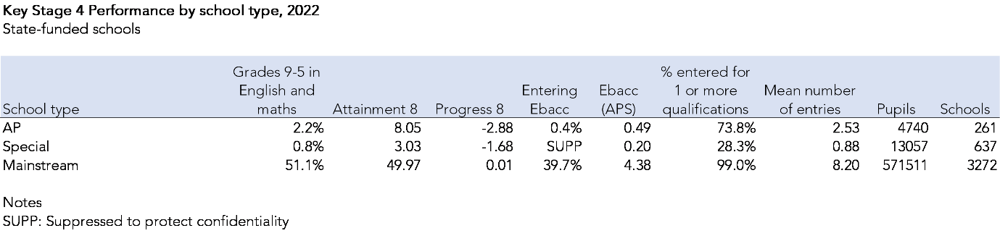 Key Stage 4 Performance by school type, 2022
State-funded schools
School type Grades 9-5 in English and maths Attainment 8 Progress 8 Entering Ebacc Ebacc (APS) % entered for 1 or more qualifications Mean number of entries Pupils Schools
AP 2.2% 8.05 -2.88 0.4% 0.49 73.8% 2.53 4740 261
Special 0.8% 3.03 -1.68 SUPP 0.20 28.3% 0.88 13057 637
Mainstream 51.1% 49.97 0.01 39.7% 4.38 99.0% 8.20 571511 3272
Notes
SUPP: Suppressed to protect confidentiality